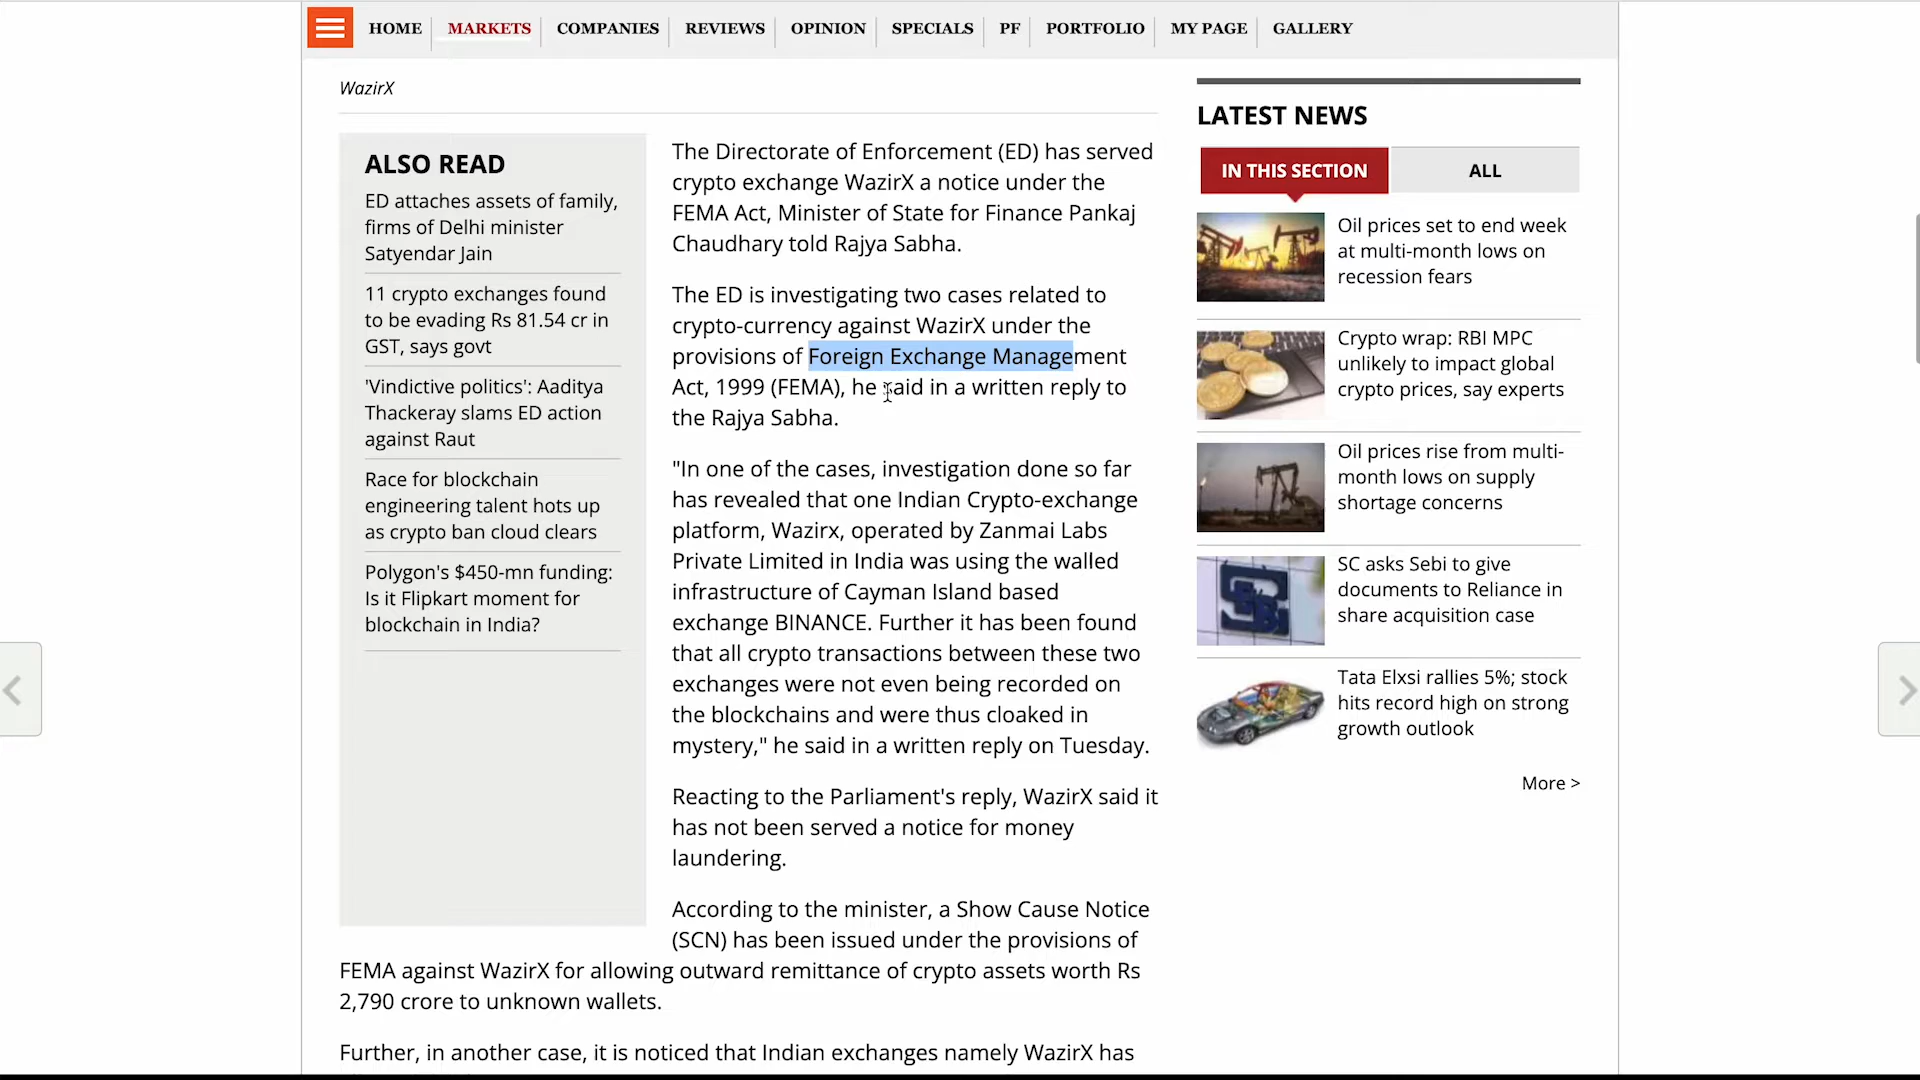 HOME
MARKETS
COMPANIES
REVIEWS
OPINION
SPECIALS
PF
PORTFOLIO
MY PAGE
GALLERY
WazirX
ALSO READ
ED attaches assets of family,
firms of Delhi minister
Satyendar Jain
11 crypto exchanges found
to be evading Rs 81.54 cr in
GST, says govt
'Vindictive politics': Aaditya
Thackeray slams ED action
against Raut
Race for blockchain
engineering talent hots up
as crypto ban cloud clears
Polygon's $450-mn funding:
Is it Flipkart moment for
blockchain in India?
The Directorate of Enforcement (ED) has served
crypto exchange WazirX a notice under the
FEMA Act, Minister of State for Finance Pankaj
Chaudhary told Rajya Sabha.
The ED is investigating two cases related to
crypto-currency against WazirX under the
provisions of Foreign Exchange Management
Act, 1999 (FEMA), he said in a written reply to
the Rajya Sabha.
"In one of the cases, investigation done so far
has revealed that one Indian Crypto-exchange
platform, Wazirx, operated by Zanmai Labs
Private Limited in India was using the walled
infrastructure of Cayman Island based
exchange BINANCE. Further it has been found
that all crypto transactions between these two
exchanges were not even being recorded on
the blockchains and were thus cloaked in
mystery," he said in a written reply on Tuesday.
Reacting to the Parliament's reply, WazirX said it
has not been served a notice for money
laundering.
According to the minister, a Show Cause Notice
(SCN) has been issued under the provisions of
FEMA against WazirX for allowing outward remittance of crypto assets worth Rs
2,790 crore to unknown wallets.
Further, in another case, it is noticed that Indian exchanges namely WazirX has
LATEST NEWS
IN THIS SECTION
ALL
Oil prices set to end week
at multi-month lows on
recession fears
Crypto wrap: RBI MPC
unlikely to impact global
crypto prices, say experts
Oil prices rise from multi-
month lows on supply
shortage concerns
SC asks Sebi to give
documents to Reliance in
share acquisition case
Tata Elxsi rallies 5%; stock
hits record high on strong
growth outlook
More >